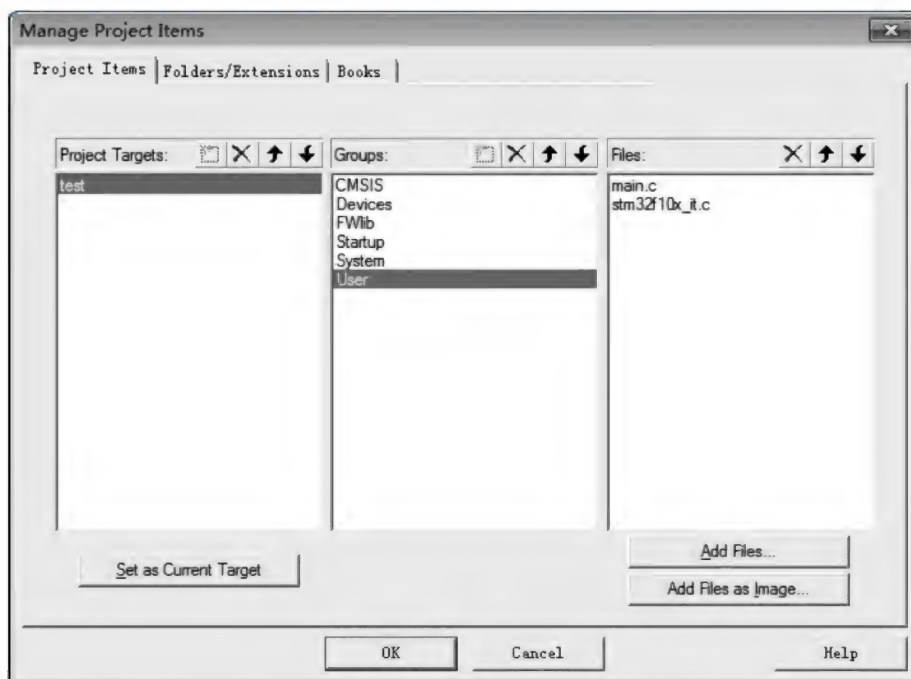 Manage Project Items
Project Items Folders/Extensions Books
Project Targets: Groups: Files:
test CMSIS main.c
Devices stm32f10x_it.c
FWlib
Startup
System
User
Add Files...
Set as Current Target
Add Files as Image...
OK Cancel Help